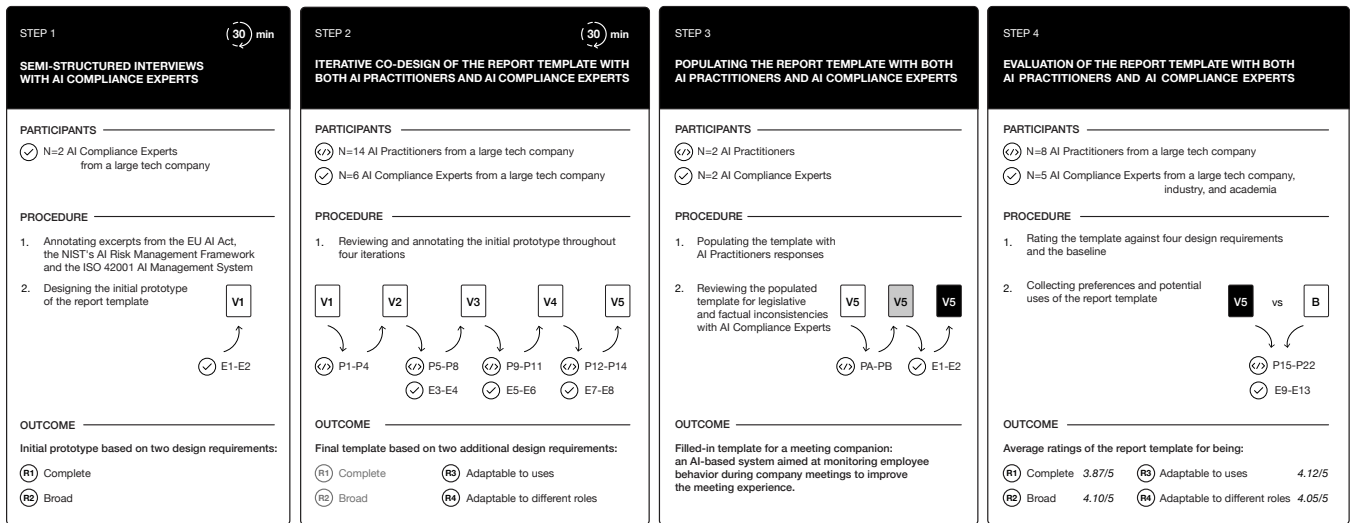 STEP 1
30 min
SEMI-STRUCTURED INTERVIEWS
WITH AI COMPLIANCE EXPERTS
PARTICIPANTS
N=2 AI Compliance Experts
from a large tech company
PROCEDURE
1. Annotating excerpts from the EU AI Act,
the NIST's AI Risk Management Framework
and the ISO 42001 AI Management System
2. Designing the initial prototype
of the report template
V1
E1-E2
OUTCOME
Initial prototype based on two design requirements:
R1 Complete
R2 Broad
STEP 2
30 min
ITERATIVE CO-DESIGN OF THE REPORT TEMPLATE WITH
BOTH AI PRACTITIONERS AND AI COMPLIANCE EXPERTS
PARTICIPANTS
</> N=14 AI Practitioners from a large tech company
N=6 AI Compliance Experts from a large tech company
PROCEDURE
1. Reviewing and annotating the initial prototype throughout
four iterations
V1 V2 V3 V4 V5
</> P1-P4 </> P5-P8 </> P9-P11 </> P12-P14
E3-E4 E5-E6 E7-E8
OUTCOME
Final template based on two additional design requirements:
R1 Complete R3 Adaptable to uses
R2 Broad R4 Adaptable to different roles
STEP 3
POPULATING THE REPORT TEMPLATE WITH BOTH
AI PRACTITIONERS AND AI COMPLIANCE EXPERTS
PARTICIPANTS
</> N=2 AI Practitioners
N=2 AI Compliance Experts
PROCEDURE
1. Populating the template with
AI Practitioners responses
2. Reviewing the populated
template for legislative
and factual inconsistencies
with AI Compliance Experts
V5 V5 V5
</> PA-PB E1-E2
OUTCOME
Filled-in template for a meeting companion:
an AI-based system aimed at monitoring employee
behavior during company meetings to improve
the meeting experience.
STEP 4
EVALUATION OF THE REPORT TEMPLATE WITH BOTH
AI PRACTITIONERS AND AI COMPLIANCE EXPERTS
PARTICIPANTS
</> N=8 AI Practitioners from a large tech company
N=5 AI Compliance Experts from a large tech company,
industry, and academia
PROCEDURE
1. Rating the template against four design requirements
and the baseline
2. Collecting preferences and potential
uses of the report template
V5 vs B
</> P15-P22
E9-E13
OUTCOME
Average ratings of the report template for being:
R1 Complete 3.87/5 R3 Adaptable to uses 4.12/5
R2 Broad 4.10/5 R4 Adaptable to different roles 4.05/5